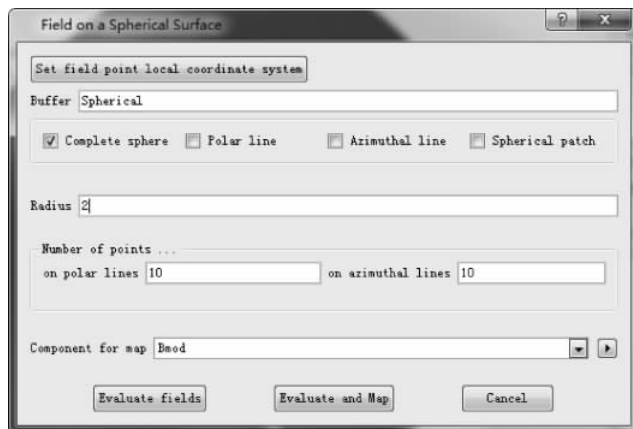 Field on a Spherical Surface
Set field point local coordinate system
Buffer Spherical
Complete sphere Polar line Azimuthal line Spherical patch
Radius 2
Number of points ...
on polar lines 10 on azimuthal lines 10
Component for map Bmod
Evaluate fields Evaluate and Map Cancel